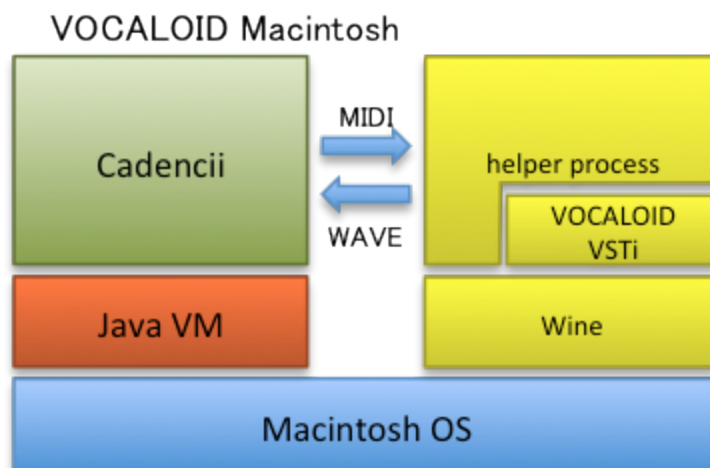 VOCALOID Macintosh
Cadencii
MIDI
WAVE
helper process
VOCALOID
VSTi
Java VM
Wine
Macintosh OS